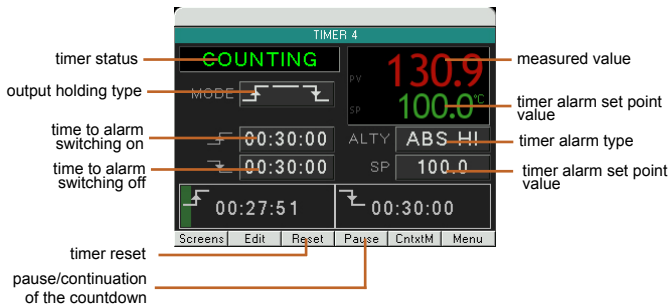 TIMER 4
timer status
COUNTING
measured value
PV 130.9
output holding type
MODE
SP 100.0°C
timer alarm set point
value
time to alarm
switching on
00:30:00
ALTY ABS HI
timer alarm type
time to alarm
switching off
00:30:00
SP 100.0
timer alarm set point
value
00:27:51
00:30:00
Screens Edit Reset Pause CntxtM Menu
timer reset
pause/continuation
of the countdown